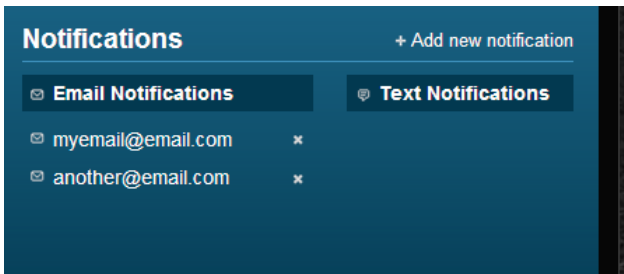 Notifications
+ Add new notification
Email Notifications
myemail@email.com
another@email.com
Text Notifications